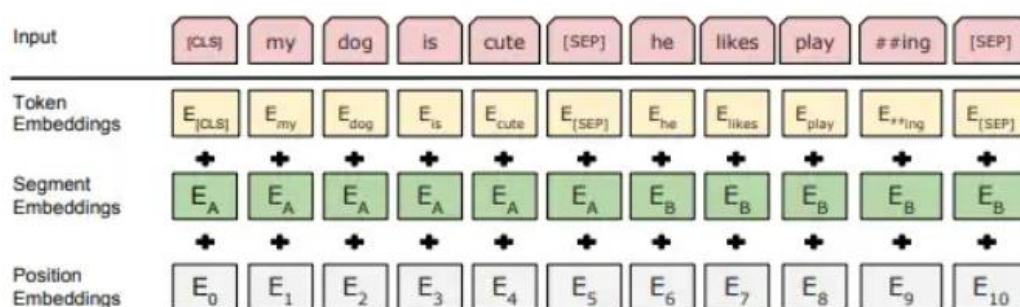 Input [CLS] my dog is cute [SEP] he likes play ##ing [SEP]
Token Embeddings E[CLS] Emy Edog Eis Ecute E[SEP] Ehe Elikes Eplay E**ing E[SEP]
+ + + + + + + + + + +
Segment Embeddings EA EA EA EA EA EA EB EB EB EB EB
+ + + + + + + + + + +
Position Embeddings E0 E1 E2 E3 E4 E5 E6 E7 E8 E9 E10